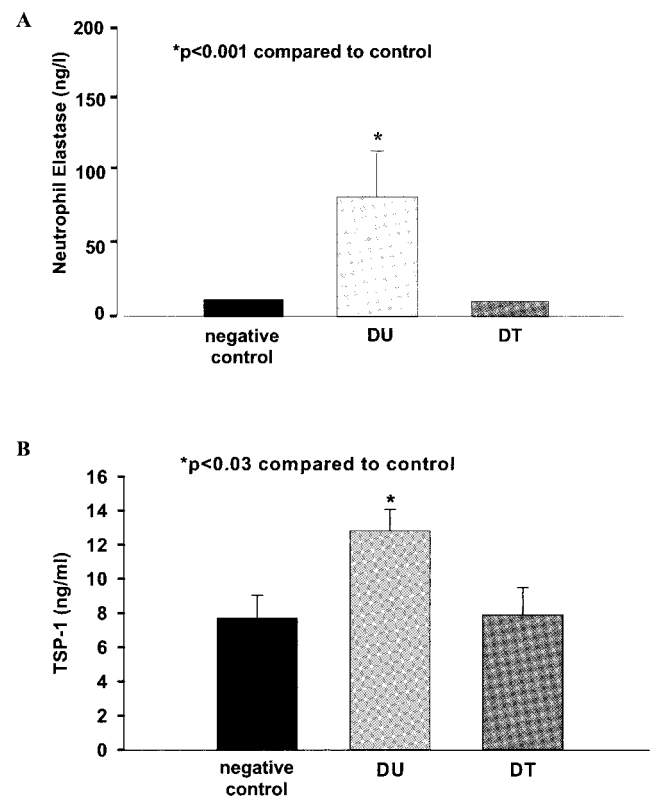 A
200
*p<0.001 compared to control
150
100
50
0
Neutrophil Elastase (ng/l)
negative
control
DU
DT
B
*p<0.03 compared to control
16
14
12
10
8
6
4
2
0
TSP-1 (ng/ml)
*
*
negative
control
DU
DT